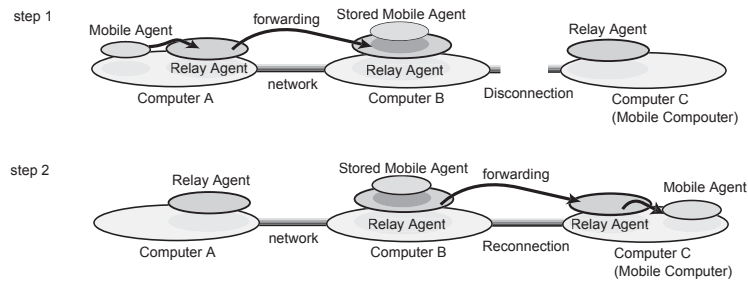 step 1
Mobile Agent
forwarding
Stored Mobile Agent
Relay Agent
Relay Agent
Relay Agent
network
Disconnection
Computer A
Computer B
Computer C
(Mobile Compouter)
step 2
Relay Agent
Stored Mobile Agent
forwarding
Mobile Agent
Relay Agent
Relay Agent
network
Reconnection
Computer A
Computer B
Computer C
(Mobile Computer)